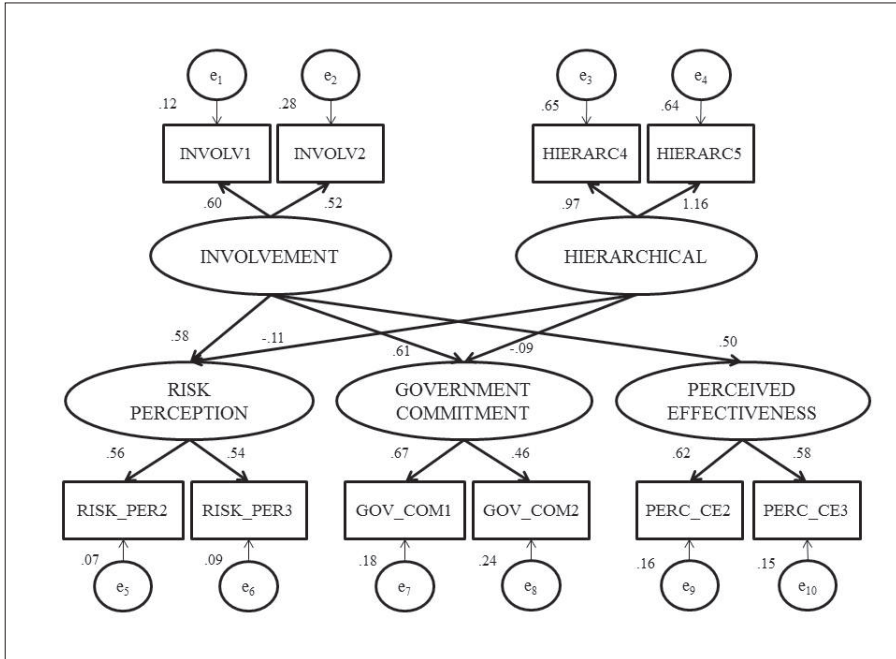 e₁ e₂ e₃ e₄
.12 .28 .65 .64
INVOLV1 INVOLV2 HIERARC4 HIERARC5
.60 .52 .97 1.16
INVOLVEMENT HIERARCHICAL
.58 -.11 .61 -.09 .50
RISK PERCEPTION
GOVERNMENT COMMITMENT
PERCEIVED EFFECTIVENESS
.56 .54 .67 .46 .62 .58
RISK_PER2 RISK_PER3 GOV_COM1 GOV_COM2 PERC_CE2 PERC_CE3
.07 .09 .18 .24 .16 .15
e₅ e₆ e₇ e₈ e₉ e₁₀